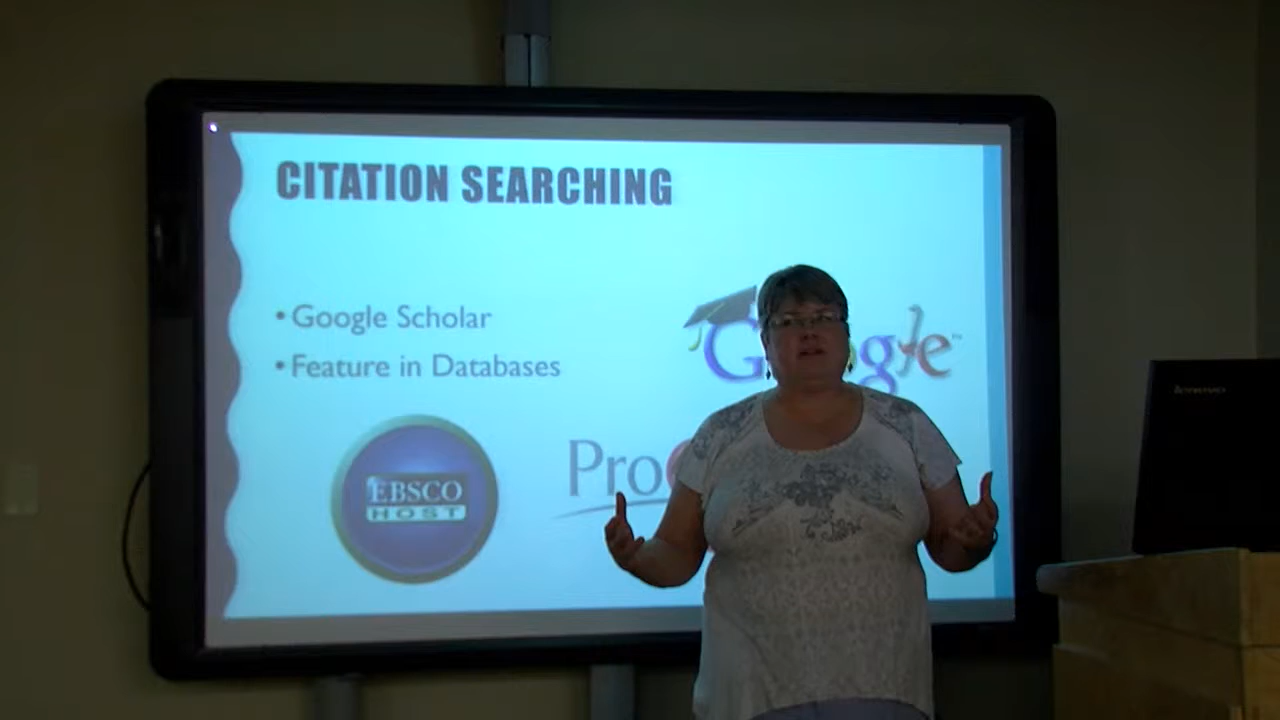 CITATION SEARCHING
•Google Scholar
•Feature in Databases
EBSCO
HOST
lenovo